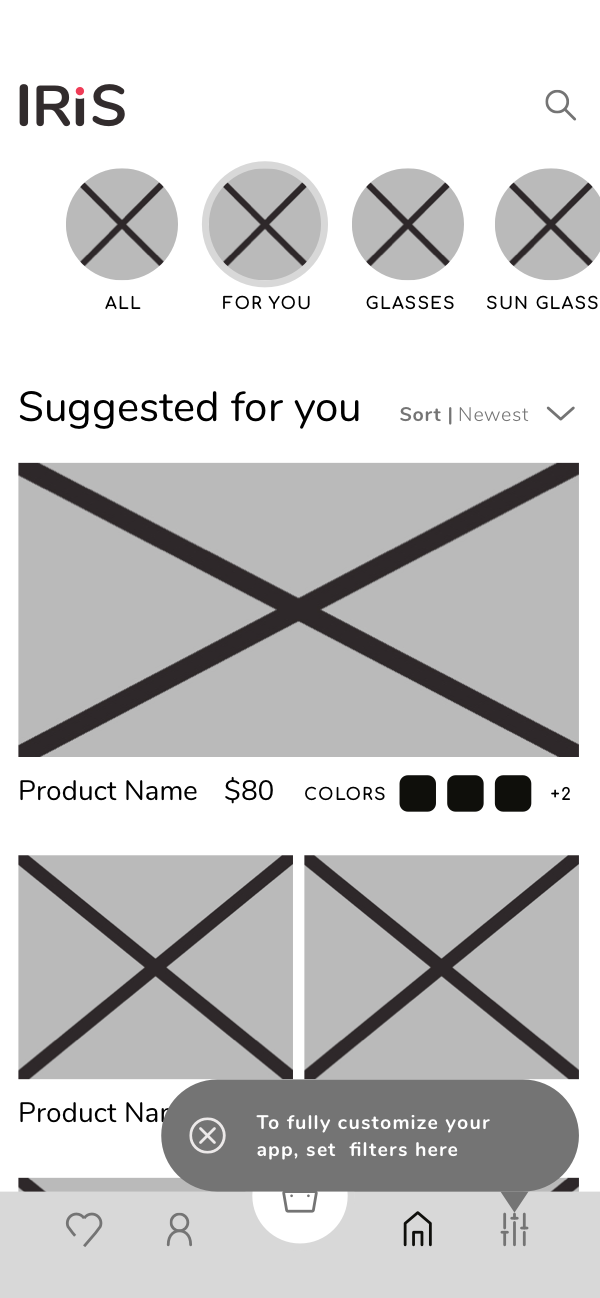 IRiS
ALL
FOR YOU
GLASSES
SUN GLASS
Suggested for you
Sort | Newest
Product Name
$80
COLORS
+2
Product Nar
To fully customize your
app, set filters here